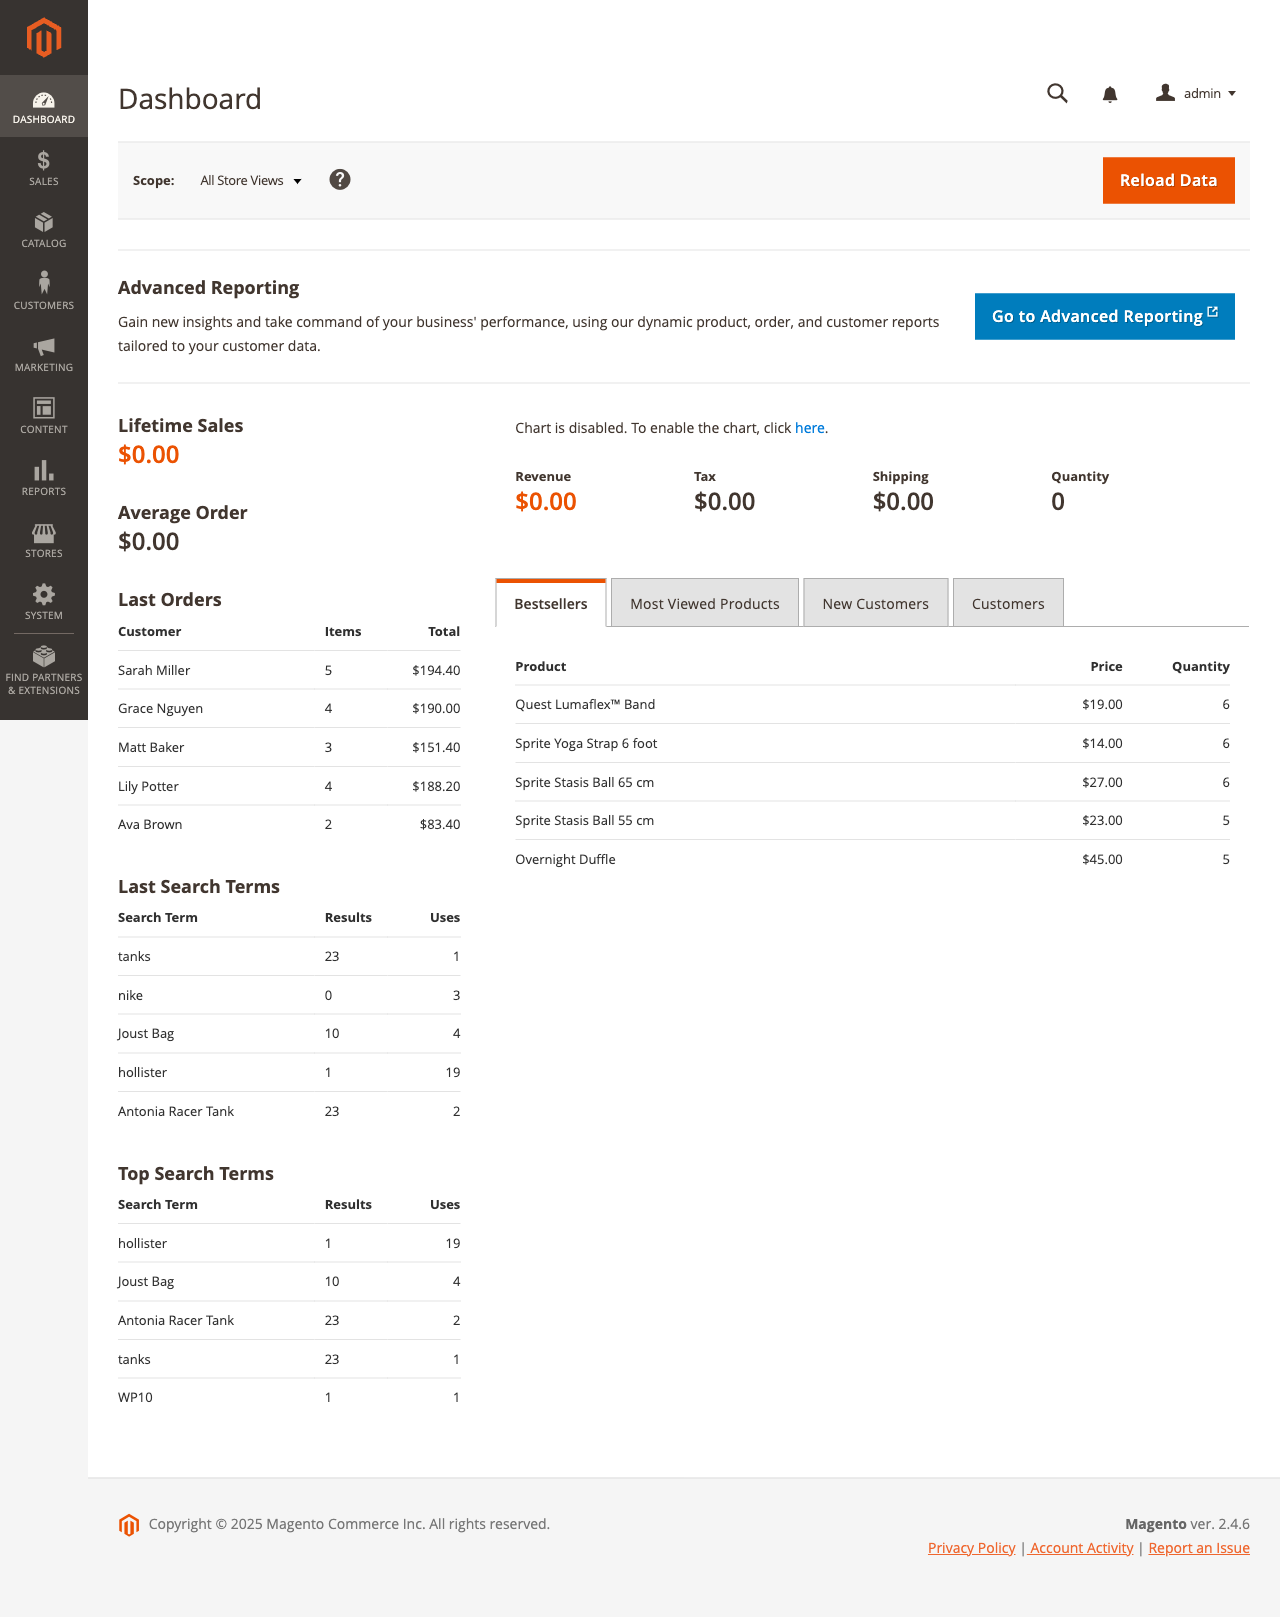 Dashboard
admin
DASHBOARD
SALES
CATALOG
CUSTOMERS
MARKETING
CONTENT
REPORTS
STORES
SYSTEM
FIND PARTNERS
& EXTENSIONS
Scope: All Store Views ?
Reload Data
Advanced Reporting
Gain new insights and take command of your business' performance, using our dynamic product, order, and customer reports
tailored to your customer data.
Go to Advanced Reporting
Lifetime Sales
$0.00
Average Order
$0.00
Last Orders
Customer Items Total
Sarah Miller 5 $194.40
Grace Nguyen 4 $190.00
Matt Baker 3 $151.40
Lily Potter 4 $188.20
Ava Brown 2 $83.40
Last Search Terms
Search Term Results Uses
tanks 23 1
nike 0 3
Joust Bag 10 4
hollister 1 19
Antonia Racer Tank 23 2
Top Search Terms
Search Term Results Uses
hollister 1 19
Joust Bag 10 4
Antonia Racer Tank 23 2
tanks 23 1
WP10 1 1
Chart is disabled. To enable the chart, click here.
Revenue Tax Shipping Quantity
$0.00 $0.00 $0.00 0
Bestsellers Most Viewed Products New Customers Customers
Product Price Quantity
Quest Lumaflex™ Band $19.00 6
Sprite Yoga Strap 6 foot $14.00 6
Sprite Stasis Ball 65 cm $27.00 6
Sprite Stasis Ball 55 cm $23.00 5
Overnight Duffle $45.00 5
Copyright © 2025 Magento Commerce Inc. All rights reserved.
Magento ver. 2.4.6
Privacy Policy | Account Activity | Report an Issue